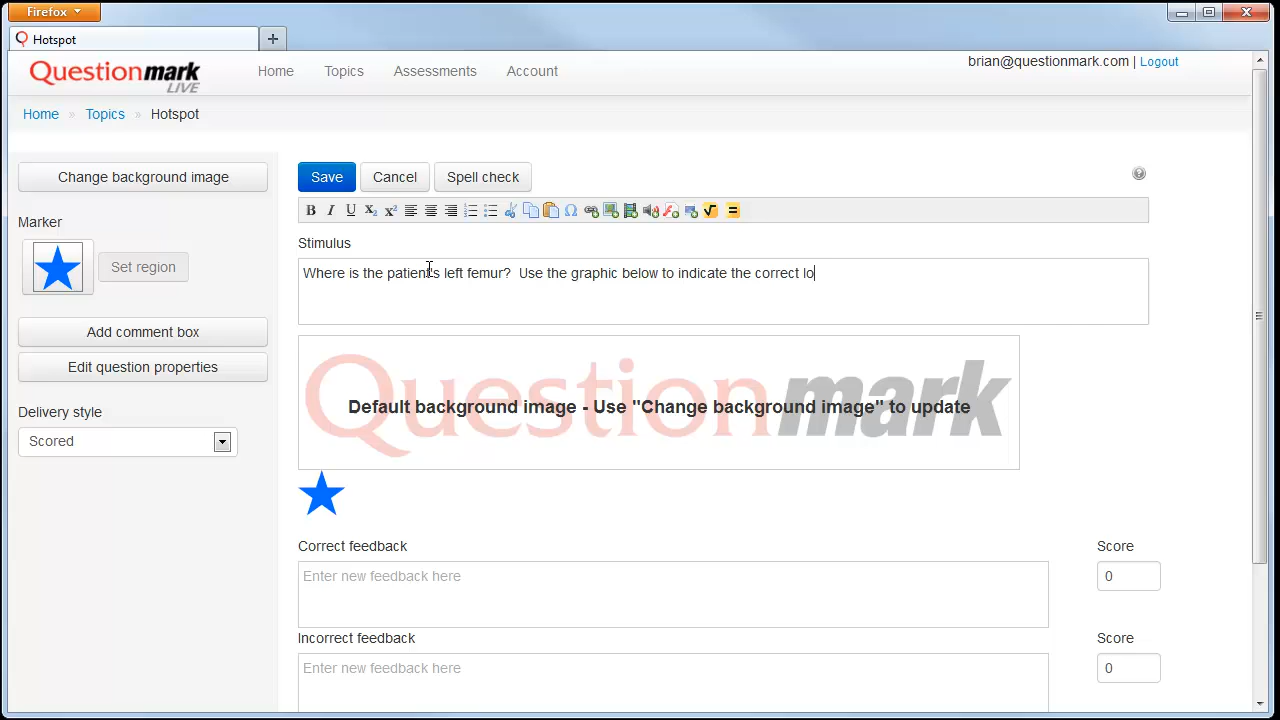 Firefox
Hotspot
Questionmark
LIVE
Home Topics Assessments Account
brian@questionmark.com | Logout
Home » Topics » Hotspot
Change background image
Save Cancel Spell check
Marker
B I U X₂ X²
Set region
Stimulus
Where is the patient's left femur?  Use the graphic below to indicate the correct lo
Add comment box
Edit question properties
Questionmark
Default background image - Use "Change background image" to update
Delivery style
Scored
Correct feedback Score
Enter new feedback here 0
Incorrect feedback Score
Enter new feedback here 0